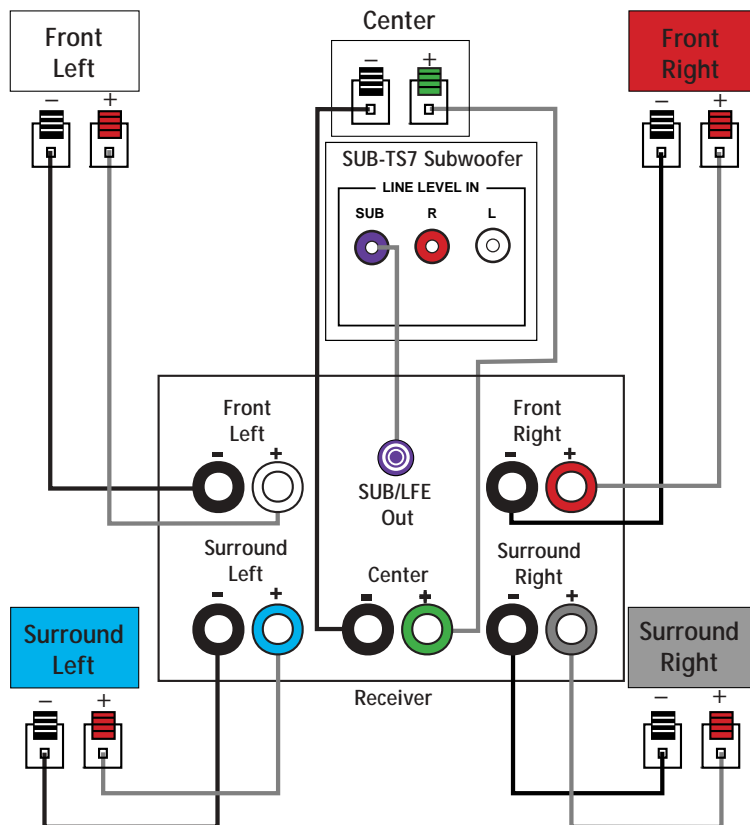 Front
Left
Center
Front
Right
− +
− +
− +
SUB-TS7 Subwoofer
LINE LEVEL IN
SUB R L
Front
Left
- +
SUB/LFE
Out
Front
Right
- +
Surround
Left
- +
Center
- +
Surround
Right
- +
Surround
Left
− +
Receiver
Surround
Right
− +